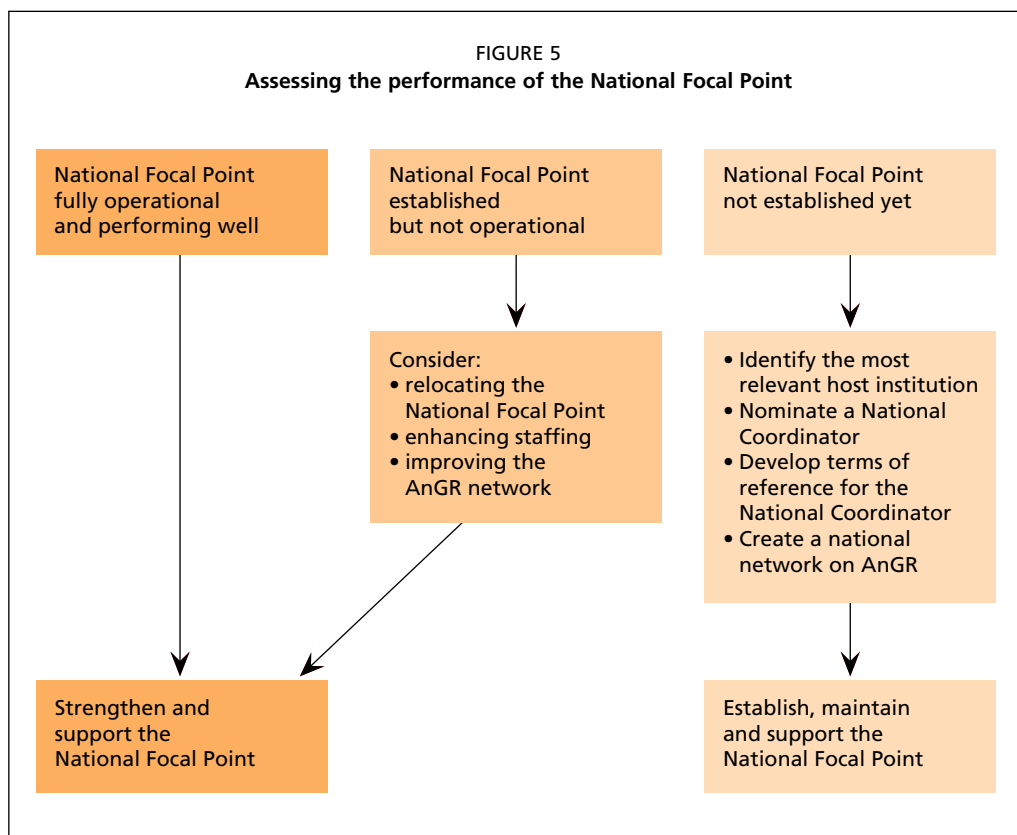 FIGURE 5
Assessing the performance of the National Focal Point
National Focal Point
fully operational
and performing well
National Focal Point
established
but not operational
National Focal Point
not established yet
Consider:
• relocating the
National Focal Point
• enhancing staffing
• improving the
AnGR network
• Identify the most
relevant host institution
• Nominate a National
Coordinator
• Develop terms of
reference for the
National Coordinator
• Create a national
network on AnGR
Strengthen and
support the
National Focal Point
Establish, maintain
and support the
National Focal Point